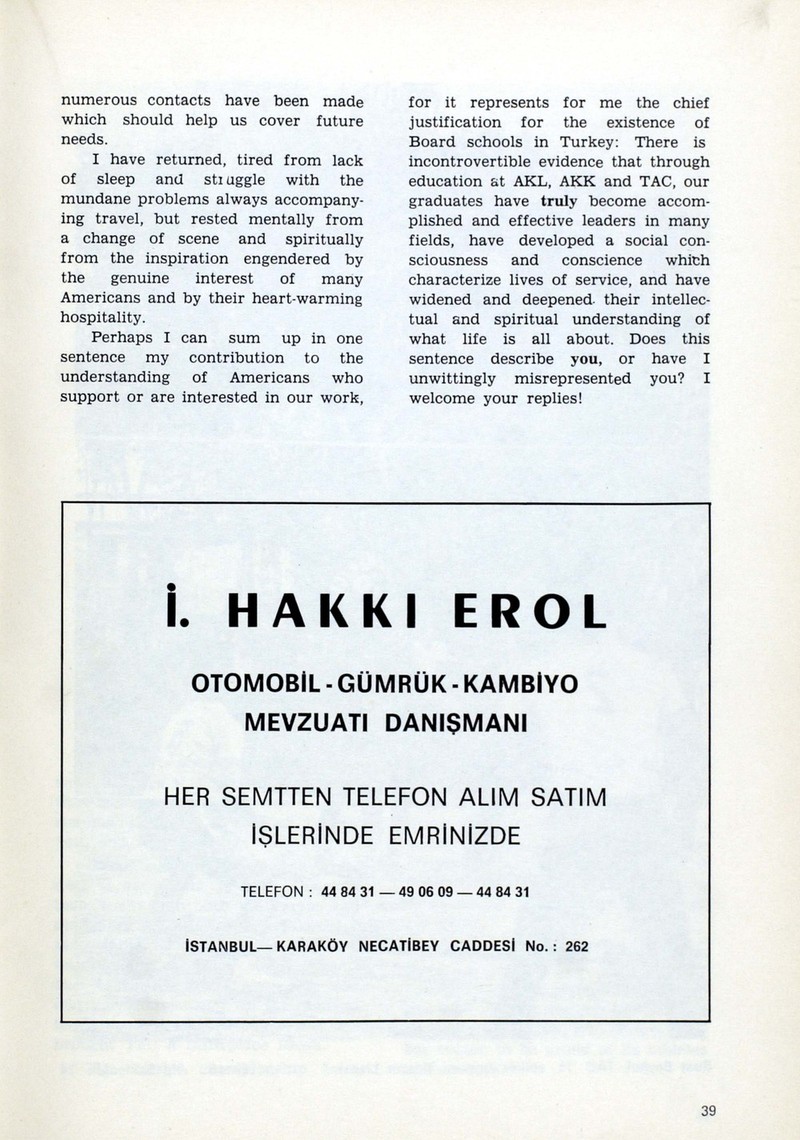 numerous contacts have been made
which should help us cover future
needs.
I have returned, tired from lack
of sleep and struggle with the
mundane problems always accompany-
ing travel, but rested mentally from
a change of scene and spiritually
from the inspiration engendered by
the genuine interest of many
Americans and by their heart-warming
hospitality.
Perhaps I can sum up in one
sentence my contribution to the
understanding of Americans who
support or are interested in our work,
for it represents for me the chief
justification for the existence of
Board schools in Turkey: There is
incontrovertible evidence that through
education at AKL, AKK and TAC, our
graduates have truly become accom-
plished and effective leaders in many
fields, have developed a social con-
sciousness and conscience which
characterize lives of service, and have
widened and deepened. their intellec-
tual and spiritual understanding of
what life is all about. Does this
sentence describe you, or have I
unwittingly misrepresented you? I
welcome your replies!
İ. HAKKI EROL
OTOMOBİL - GÜMRÜK - KAMBİYO
MEVZUATI DANIŞMANI
HER SEMTTEN TELEFON ALIM SATIM
İŞLERİNDE EMRİNİZDE
TELEFON : 44 84 31 — 49 06 09 — 44 84 31
İSTANBUL— KARAKÖY NECATİBEY CADDESİ No. : 262
39